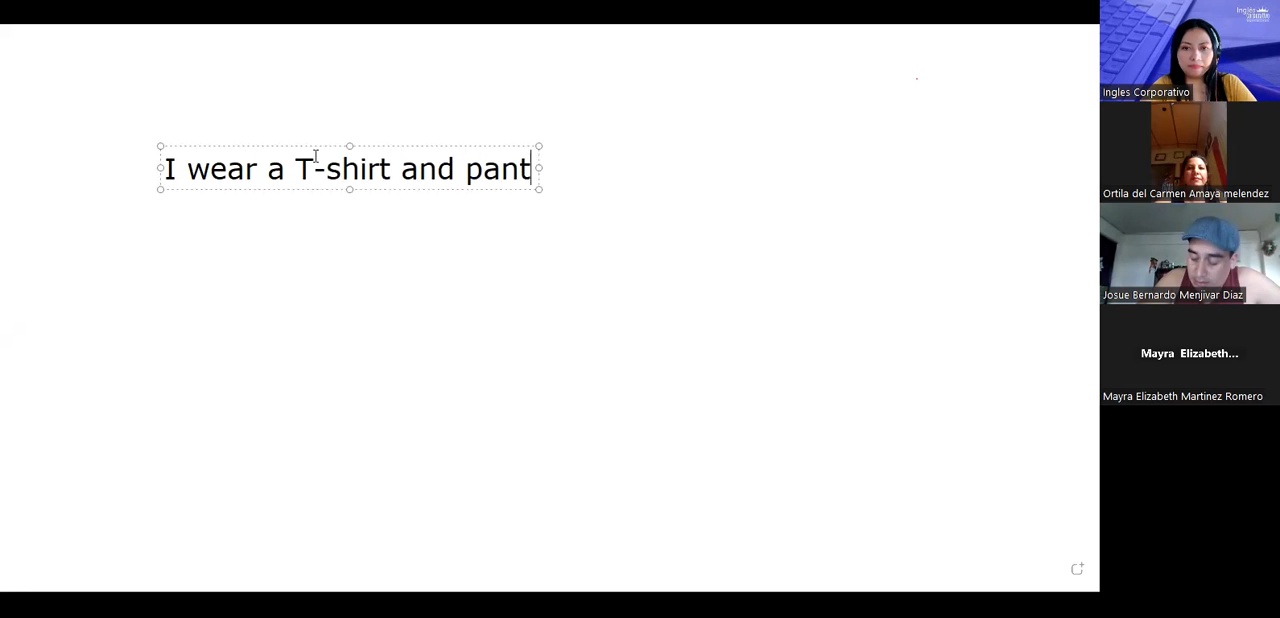 I wear a T-shirt and pant
Ingles Corporativo
Ortila del Carmen Amaya melendez
Josue Bernardo Menjivar Diaz
Mayra Elizabeth...
Mayra Elizabeth Martinez Romero